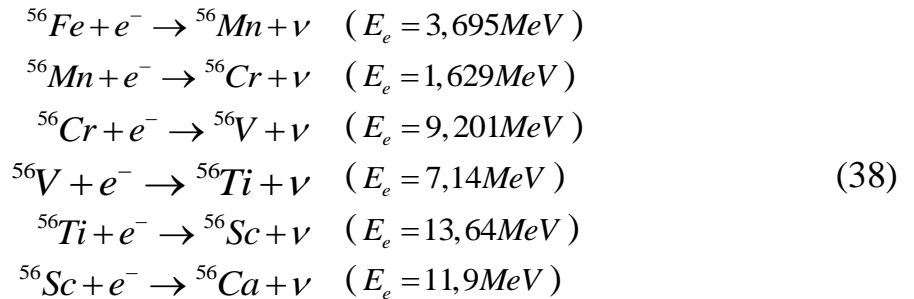 ⁵⁶Fe + e⁻ → ⁵⁶Mn + ν (Eₑ = 3,695MeV)
⁵⁶Mn + e⁻ → ⁵⁶Cr + ν (Eₑ = 1,629MeV)
⁵⁶Cr + e⁻ → ⁵⁶V + ν (Eₑ = 9,201MeV)
⁵⁶V + e⁻ → ⁵⁶Ti + ν (Eₑ = 7,14MeV) (38)
⁵⁶Ti + e⁻ → ⁵⁶Sc + ν (Eₑ = 13,64MeV)
⁵⁶Sc + e⁻ → ⁵⁶Ca + ν (Eₑ = 11,9MeV)